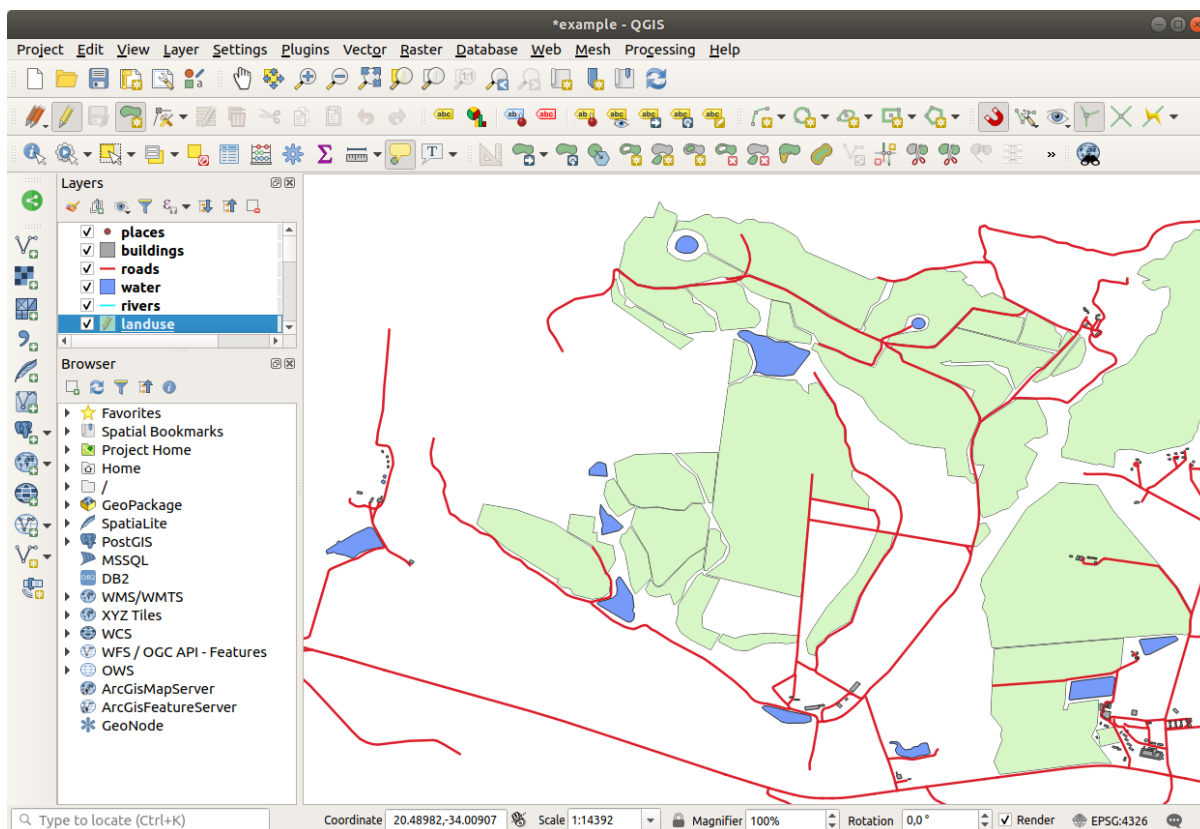 *example - QGIS
Project Edit View Layer Settings Plugins Vector Raster Database Web Mesh Processing Help
Layers
places
buildings
roads
water
rivers
landuse
Browser
Favorites
Spatial Bookmarks
Project Home
Home
/
GeoPackage
SpatiaLite
PostGIS
MSSQL
DB2
WMS/WMTS
XYZ Tiles
WCS
WFS / OGC API - Features
OWS
ArcGisMapServer
ArcGisFeatureServer
GeoNode
Type to locate (Ctrl+K) Coordinate 20.48982,-34.00907 Scale 1:14392 Magnifier 100% Rotation 0,0 ° Render EPSG:4326